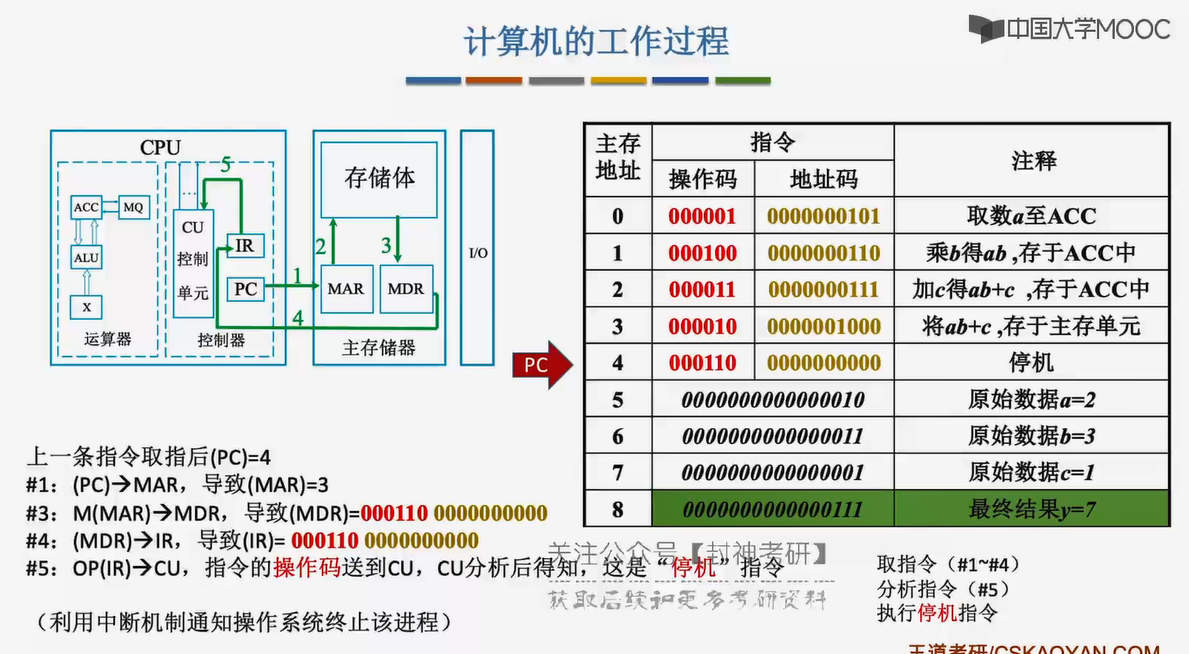 计算机的工作过程
中国大学MOOC
CPU
5
...
ACC
MQ
CU
控制
单元
IR
ALU
PC
X
运算器
控制器
存储体
2
3
1
MAR
MDR
4
主存储器
I/O
PC
主存地址 指令 注释
操作码 地址码
0 000001 0000000101 取数a至ACC
1 000100 0000000110 乘b得ab ,存于ACC中
2 000011 0000000111 加c得ab+c ,存于ACC中
3 000010 0000001000 将ab+c ,存于主存单元
4 000110 0000000000 停机
5 0000000000000010 原始数据a=2
6 0000000000000011 原始数据b=3
7 0000000000000001 原始数据c=1
8 0000000000000111 最终结果y=7
上一条指令取指后(PC)=4
#1：(PC)→MAR，导致(MAR)=3
#3：M(MAR)→MDR，导致(MDR)=000110 0000000000
#4：(MDR)→IR，导致(IR)= 000110 0000000000
#5：OP(IR)→CU，指令的操作码送到CU，CU分析后得知，这是“停机”指令
（利用中断机制通知操作系统终止该进程）
关注公众号【封神考研】
获取后续和更多考研资料
取指令（#1~#4）
分析指令（#5）
执行停机指令
王道考研/CSKAOYAN.COM